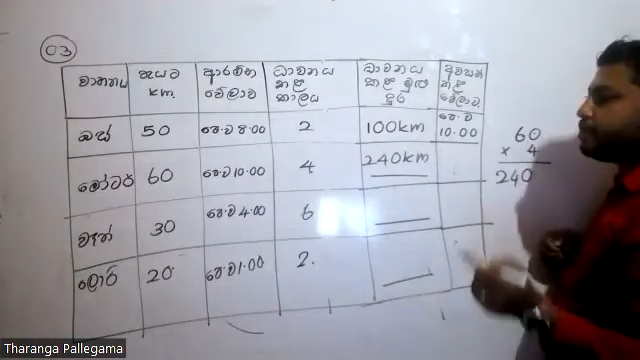 03
වාහනය පැයට km. ආරම්භ වේලාව ධාවනය කළ කාලය ධාවනය කළ මුළු දුර අවසන් කළ වේලාව
බස් 50 පෙ.ව 8.00 2 100km පෙ.ව 10.00
මෝටර් 60 පෙ.ව 10.00 4 240km
වෑන් 30 පෙ.ව 4.00 6
ලොරි 20 පෙ.ව 1.00 2.
60
× 4
240
Tharanga Pallegama